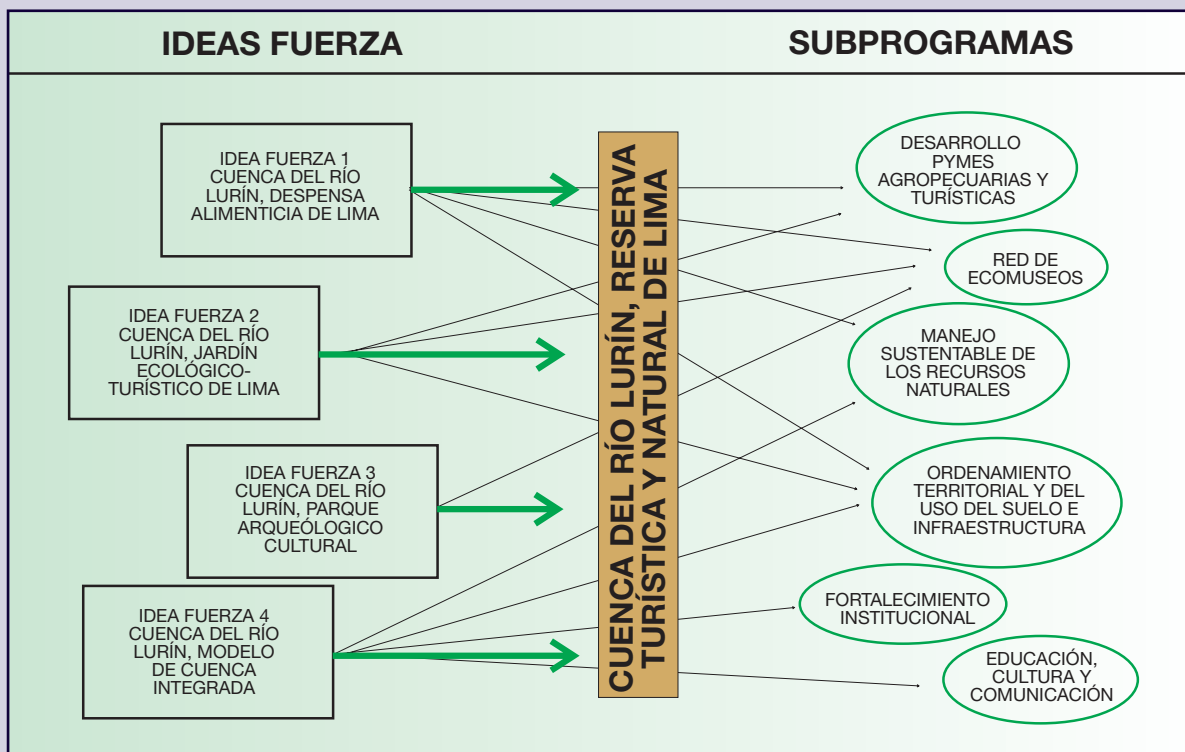 IDEAS FUERZA
SUBPROGRAMAS
IDEA FUERZA 1
CUENCA DEL RÍO
LURÍN, DESPENSA
ALIMENTICIA DE LIMA
IDEA FUERZA 2
CUENCA DEL RÍO
LURÍN, JARDÍN
ECOLÓGICO-
TURÍSTICO DE LIMA
IDEA FUERZA 3
CUENCA DEL RÍO
LURÍN, PARQUE
ARQUEÓLOGICO
CULTURAL
IDEA FUERZA 4
CUENCA DEL RÍO
LURÍN, MODELO
DE CUENCA
INTEGRADA
CUENCA DEL RÍO LURÍN, RESERVA
TURÍSTICA Y NATURAL DE LIMA
DESARROLLO
PYMES
AGROPECUARIAS Y
TURÍSTICAS
RED DE
ECOMUSEOS
MANEJO
SUSTENTABLE DE
LOS RECURSOS
NATURALES
ORDENAMIENTO
TERRITORIAL Y DEL
USO DEL SUELO E
INFRAESTRUCTURA
FORTALECIMIENTO
INSTITUCIONAL
EDUCACIÓN,
CULTURA Y
COMUNICACIÓN